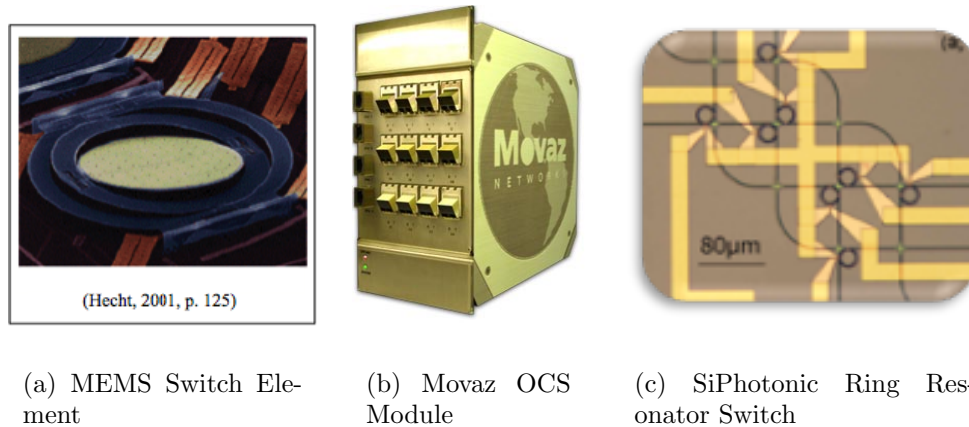 (Hecht, 2001, p. 125)
Movaz
NETWORKS
(a)
80μm
(a) MEMS Switch Ele-
ment
(b) Movaz OCS
Module
(c) SiPhotonic Ring Res-
onator Switch